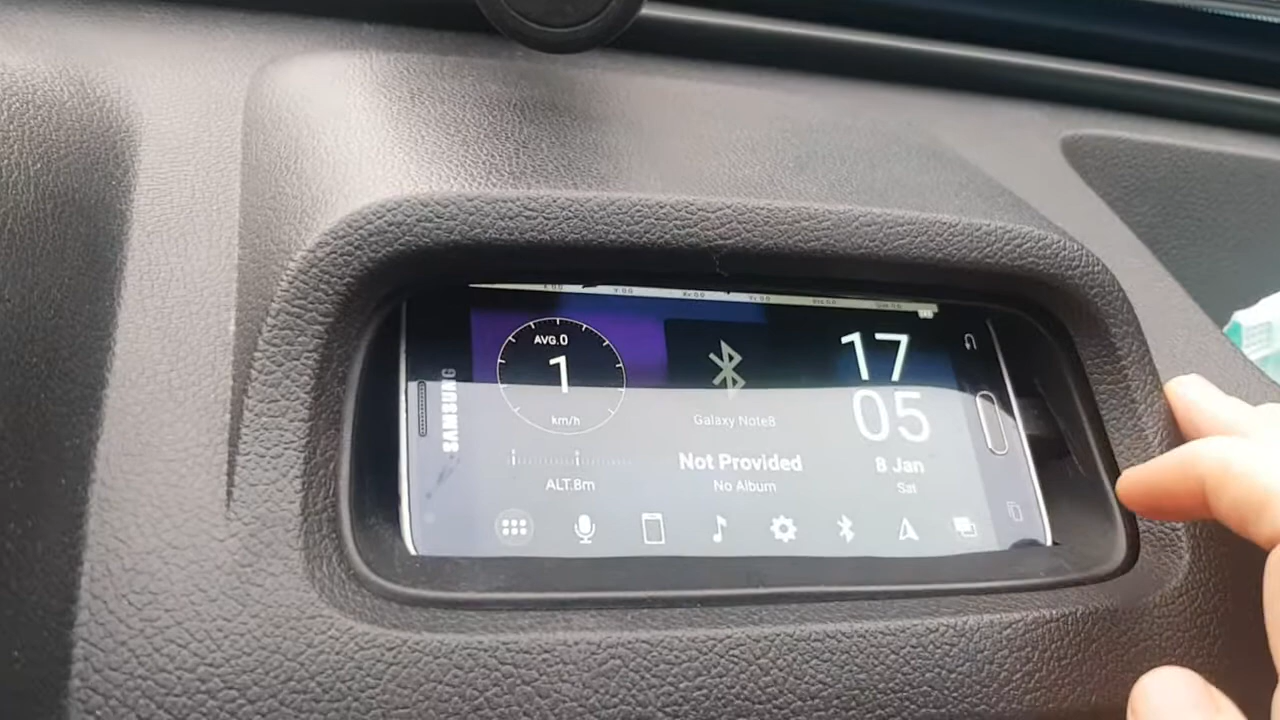 AVG.0
1
km/h
ALT.8m
SAMSUNG
Galaxy Note8
Not Provided
No Album
17
05
8 Jan
Sat